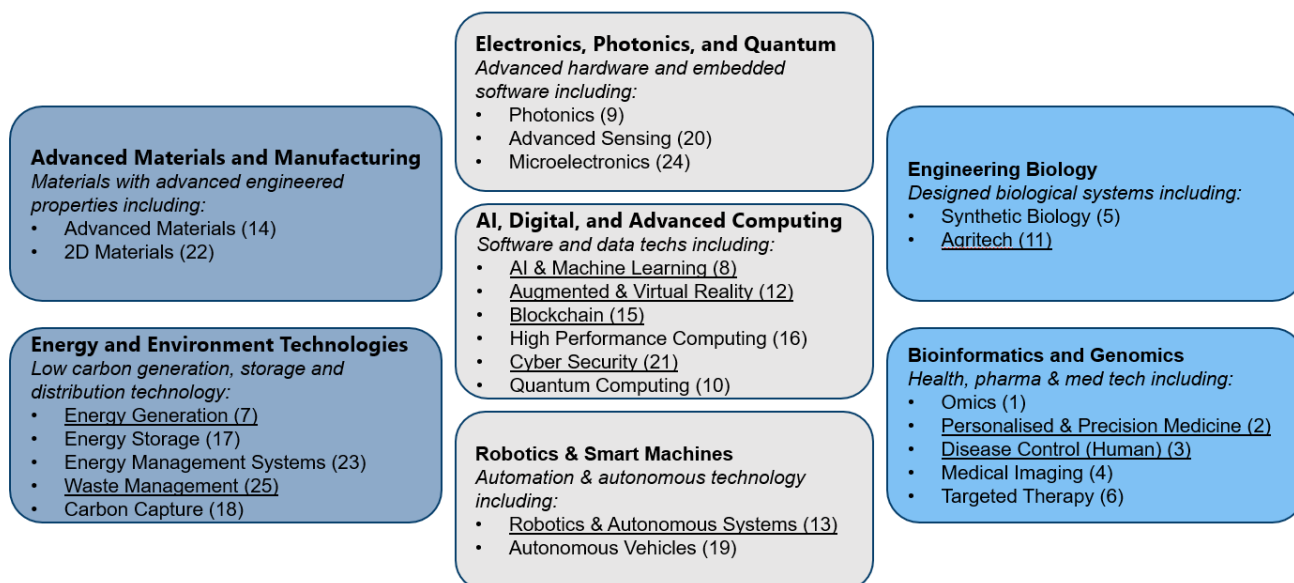 Advanced Materials and Manufacturing
Materials with advanced engineered
properties including:
• Advanced Materials (14)
• 2D Materials (22)
Energy and Environment Technologies
Low carbon generation, storage and
distribution technology:
• Energy Generation (7)
• Energy Storage (17)
• Energy Management Systems (23)
• Waste Management (25)
• Carbon Capture (18)
Electronics, Photonics, and Quantum
Advanced hardware and embedded
software including:
• Photonics (9)
• Advanced Sensing (20)
• Microelectronics (24)
AI, Digital, and Advanced Computing
Software and data techs including:
• AI & Machine Learning (8)
• Augmented & Virtual Reality (12)
• Blockchain (15)
• High Performance Computing (16)
• Cyber Security (21)
• Quantum Computing (10)
Robotics & Smart Machines
Automation & autonomous technology
including:
• Robotics & Autonomous Systems (13)
• Autonomous Vehicles (19)
Engineering Biology
Designed biological systems including:
• Synthetic Biology (5)
• Agritech (11)
Bioinformatics and Genomics
Health, pharma & med tech including:
• Omics (1)
• Personalised & Precision Medicine (2)
• Disease Control (Human) (3)
• Medical Imaging (4)
• Targeted Therapy (6)